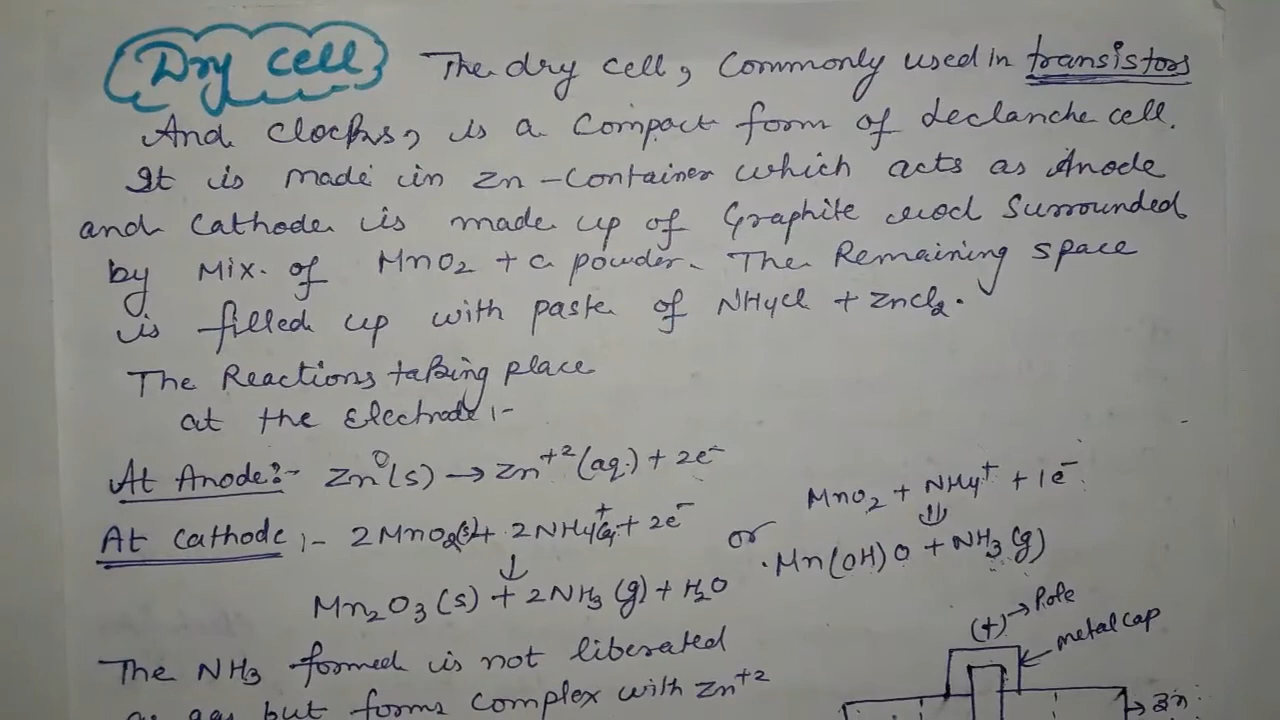 Dry cell The dry cell, Commonly used in transistors
And Clocks, is a Compact form of Leclanche cell.
It is made in Zn-Container which acts as Anode
and Cathode is made up of Graphite rod Surrounded
by Mix. of MnO2 + C powder. The Remaining space
is filled up with paste of NH4Cl + ZnCl2.
The Reactions taking place
at the Electrode :-
At Anode :- Zn⁰(s) → Zn⁺²(aq.) + 2e⁻
At Cathode :- 2MnO2(s) + 2NH4⁺(aq) + 2e⁻
↓
Mn2O3(s) + 2NH3(g) + H2O
or
MnO2 + NH4⁺ + 1e⁻
⇓
Mn(OH)O + NH3(g)
(+) → Pole
metal cap
The NH3 formed is not liberated
as gas but forms complex with Zn⁺²
→ Zn